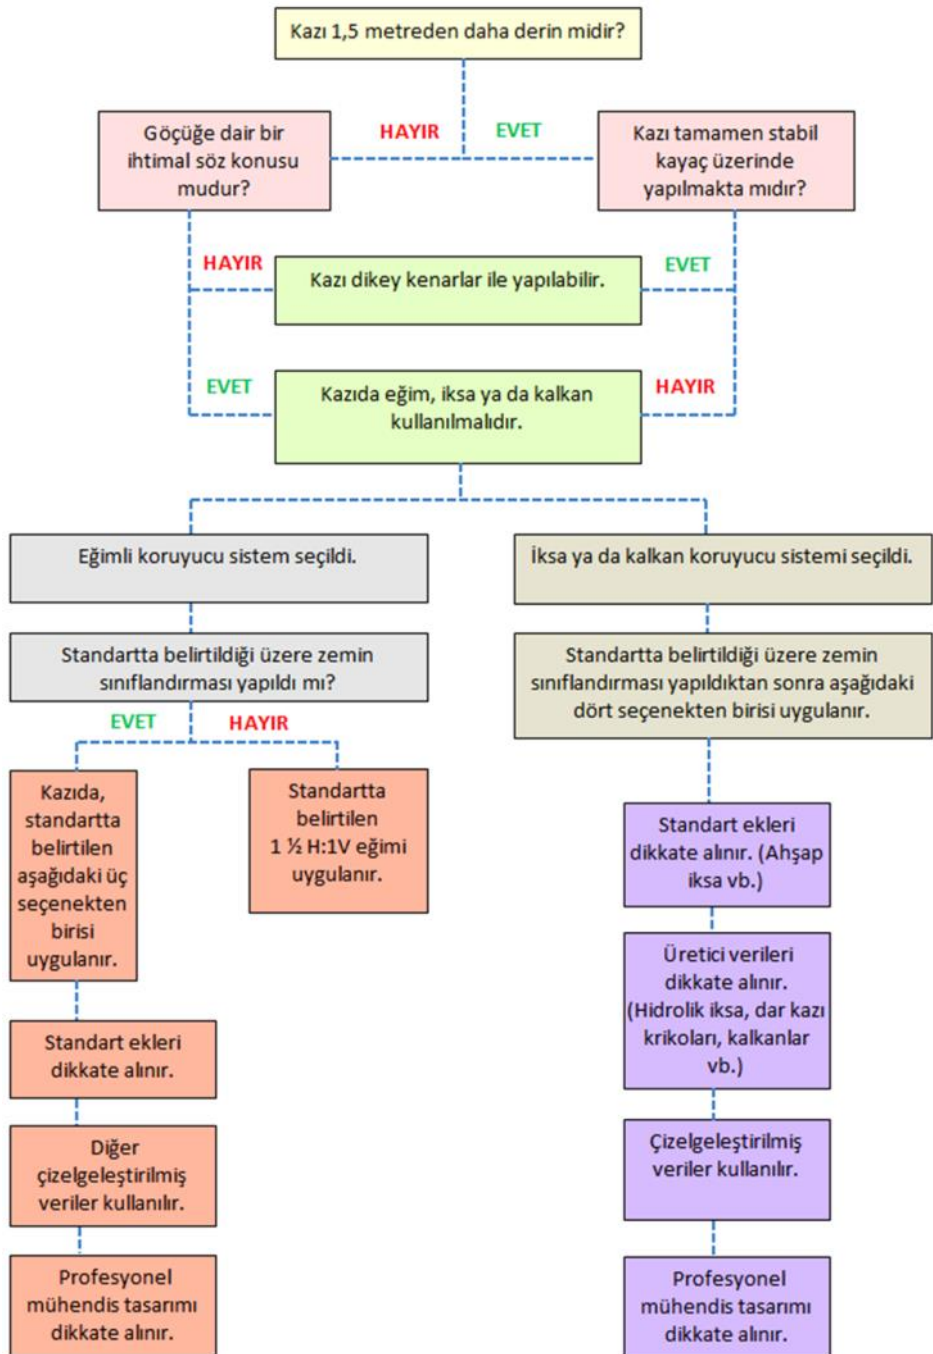 Kazı 1,5 metreden daha derin midir?
HAYIR
EVET
Göçüğe dair bir
ihtimal söz konusu
mudur?
Kazı tamamen stabil
kayaç üzerinde
yapılmakta mıdır?
HAYIR
EVET
Kazı dikey kenarlar ile yapılabilir.
EVET
HAYIR
Kazıda eğim, iksa ya da kalkan
kullanılmalıdır.
Eğimli koruyucu sistem seçildi.
İksa ya da kalkan koruyucu sistemi seçildi.
Standartta belirtildiği üzere zemin
sınıflandırması yapıldı mı?
Standartta belirtildiği üzere zemin
sınıflandırması yapıldıktan sonra aşağıdaki
dört seçenekten birisi uygulanır.
EVET
HAYIR
Kazıda,
standartta
belirtilen
aşağıdaki üç
seçenekten
birisi
uygulanır.
Standartta
belirtilen
1 ½ H:1V eğimi
uygulanır.
Standart ekleri
dikkate alınır.
Diğer
çizelgeleştirilmiş
veriler kullanılır.
Profesyonel
mühendis tasarımı
dikkate alınır.
Standart ekleri
dikkate alınır. (Ahşap
iksa vb.)
Üretici verileri
dikkate alınır.
(Hidrolik iksa, dar kazı
krikoları, kalkanlar
vb.)
Çizelgeleştirilmiş
veriler kullanılır.
Profesyonel
mühendis tasarımı
dikkate alınır.